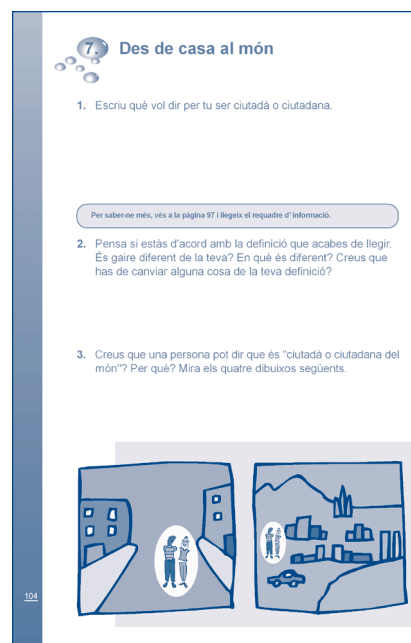 7. Des de casa al món
1. Escriu què vol dir per tu ser ciutadà o ciutadana.
Per saber-ne més, vés a la pàgina 97 i llegeix el requadre d' informació.
2. Pensa si estàs d'acord amb la definició que acabes de llegir.
És gaire diferent de la teva? En què és diferent? Creus que
has de canviar alguna cosa de la teva definició?
3. Creus que una persona pot dir que és "ciutadà o ciutadana del
món"? Per què? Mira els quatre dibuixos següents.
104